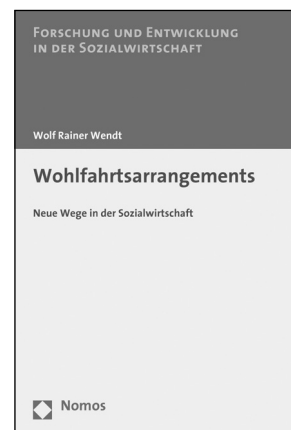 Forschung und Entwicklung
in der Sozialwirtschaft
Wolf Rainer Wendt
Wohlfahrtsarrangements
Neue Wege in der Sozialwirtschaft
Nomos